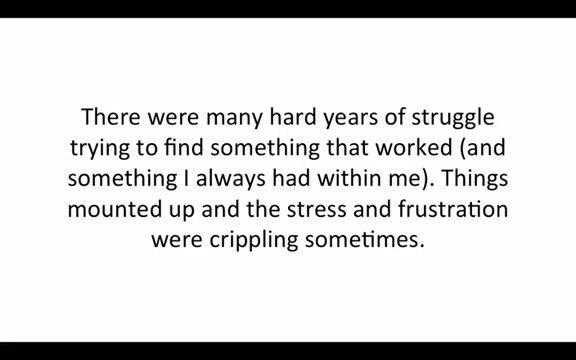 There were many hard years of struggle
trying to find something that worked (and
something I always had within me). Things
mounted up and the stress and frustration
were crippling sometimes.